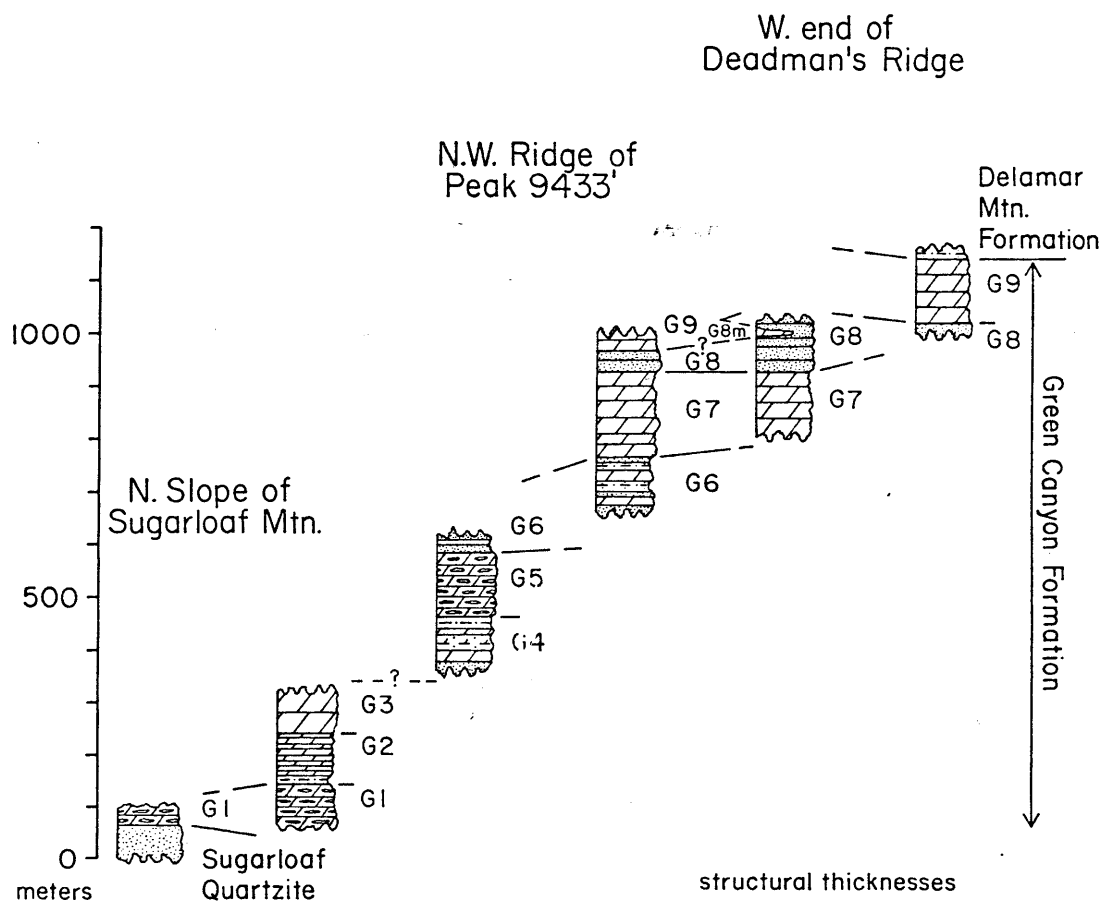 W. end of
Deadman's Ridge
N.W. Ridge of
Peak 9433'
Delamar
Mtn.
Formation
G9
G8
1000
G9
G8m
?
G8
G8
G7
G7
G6
N. Slope of
Sugarloaf Mtn.
G6
G5
500
G4
?
G3
G2
G1
G1
0
meters
Sugarloaf
Quartzite
structural thicknesses
Green Canyon Formation